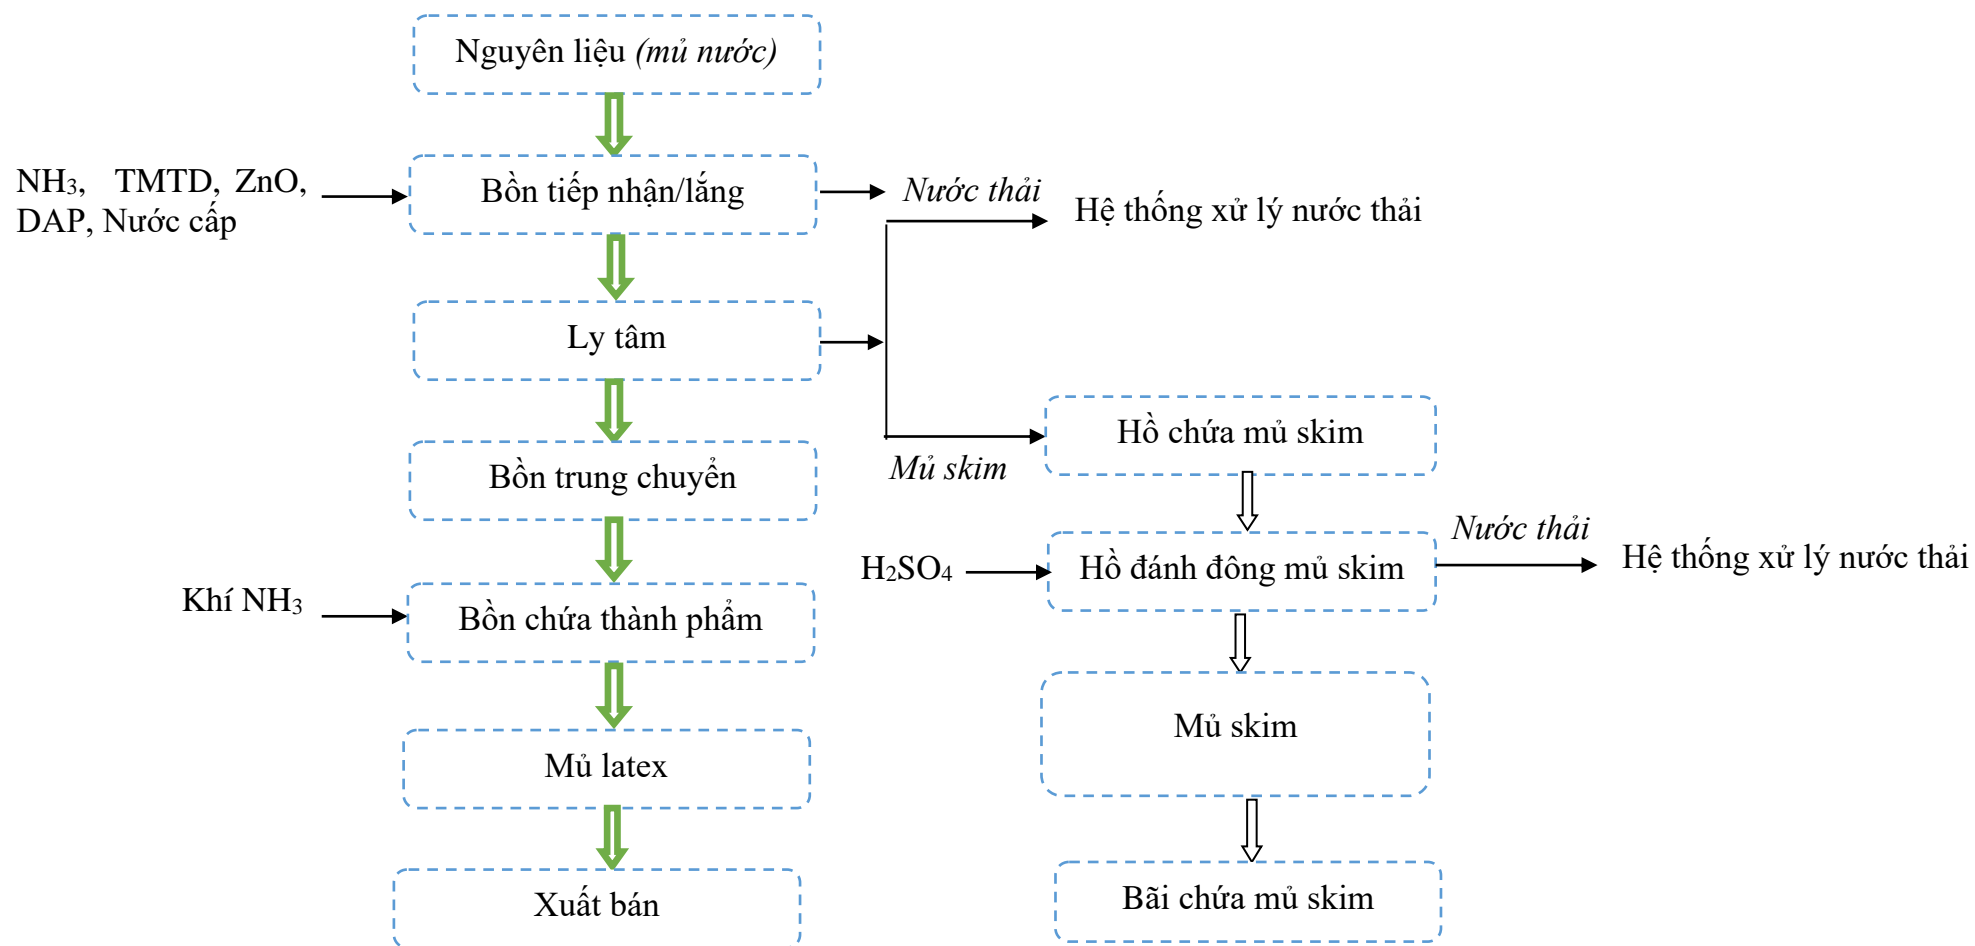 Nguyên liệu (mủ nước)
NH₃, TMTD, ZnO,
DAP, Nước cấp
Bồn tiếp nhận/lắng
Nước thải
Hệ thống xử lý nước thải
Ly tâm
Hồ chứa mủ skim
Mủ skim
Bồn trung chuyển
Nước thải
H₂SO₄
Hồ đánh đông mủ skim
Hệ thống xử lý nước thải
Khí NH₃
Bồn chứa thành phẩm
Mủ skim
Mủ latex
Bãi chứa mủ skim
Xuất bán